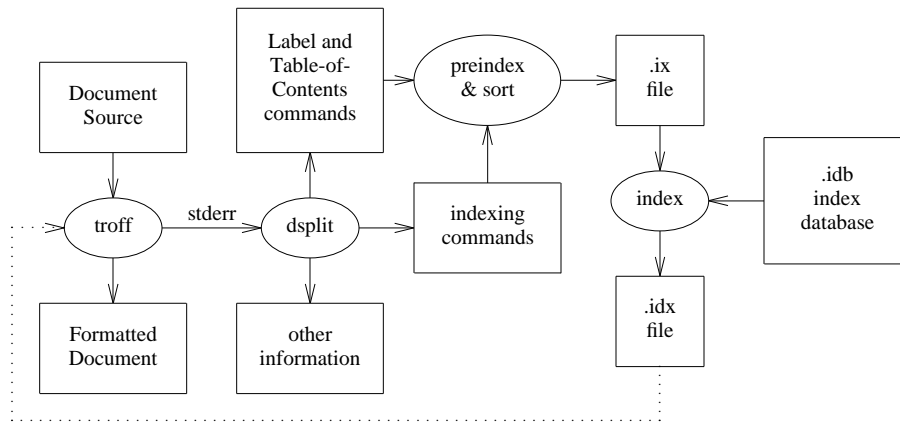 Label and
Table-of-
Contents
commands
preindex
& sort
.ix
file
Document
Source
.idb
index
database
troff
stderr
dsplit
indexing
commands
index
Formatted
Document
other
information
.idx
file